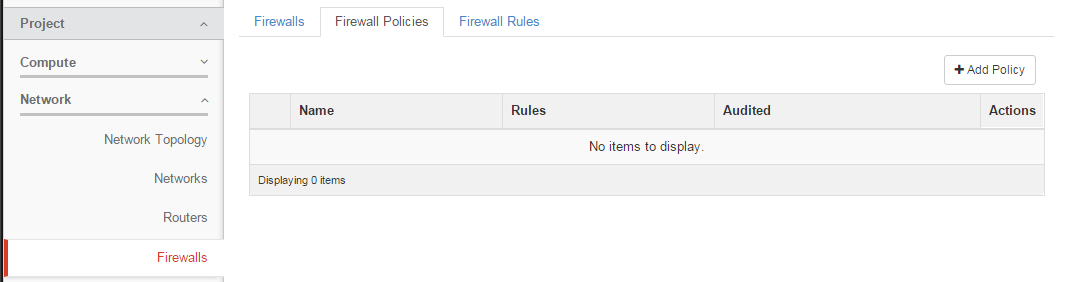 Project
Compute
Network
Network Topology
Networks
Routers
Firewalls
Firewalls Firewall Policies Firewall Rules
+ Add Policy
Name Rules Audited Actions
No items to display.
Displaying 0 items